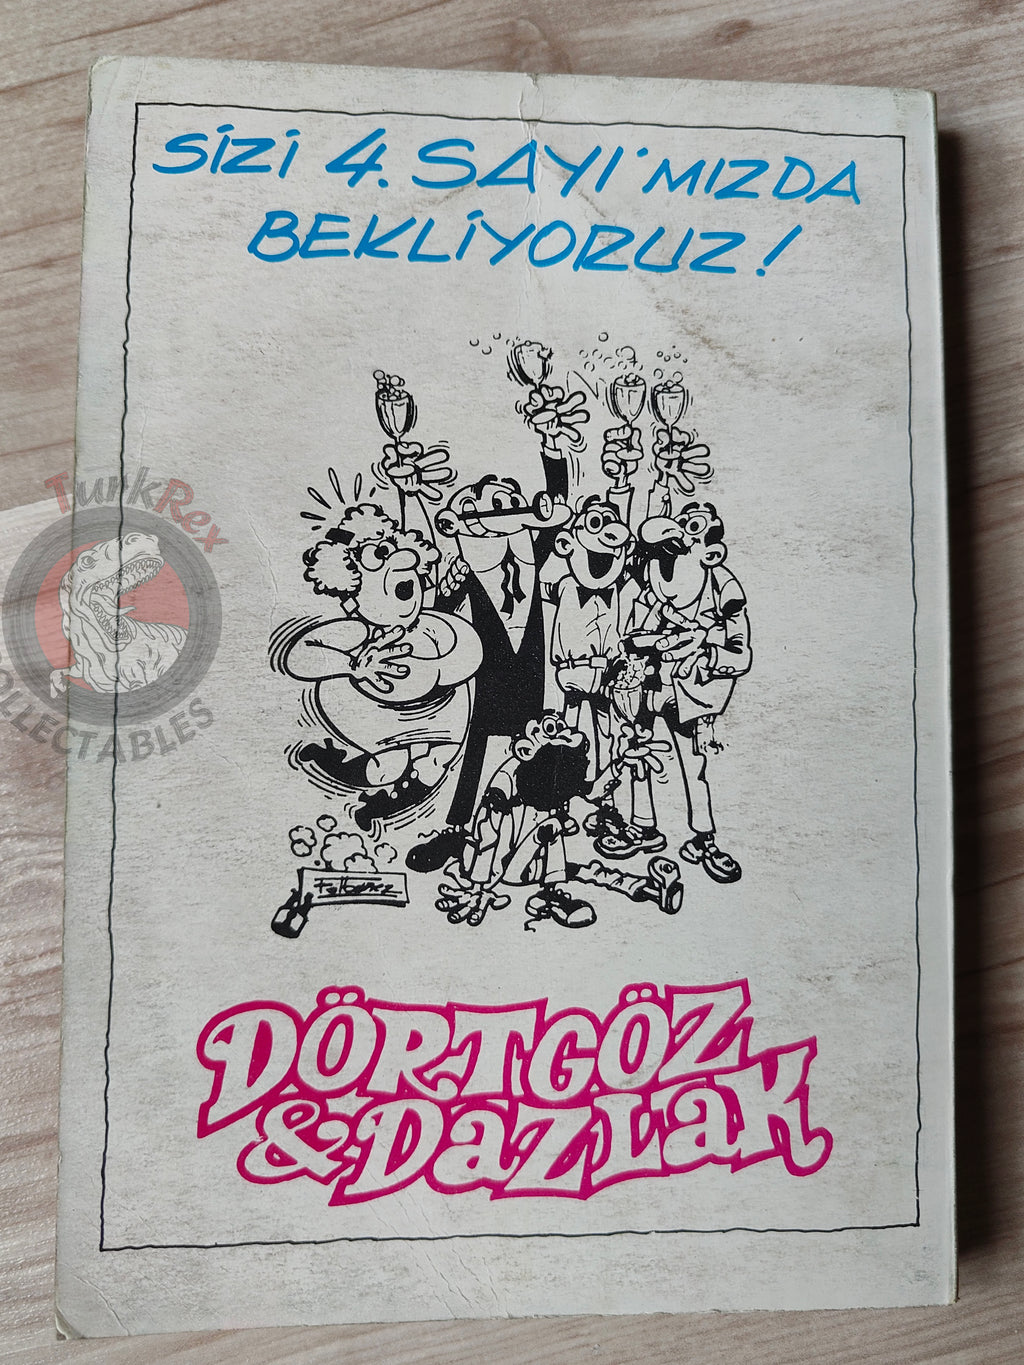 SİZİ 4. SAYI'MIZDA
BEKLİYORUZ!
TurkRex
COLLECTABLES
DÖRTGÖZ
& DaZLaK